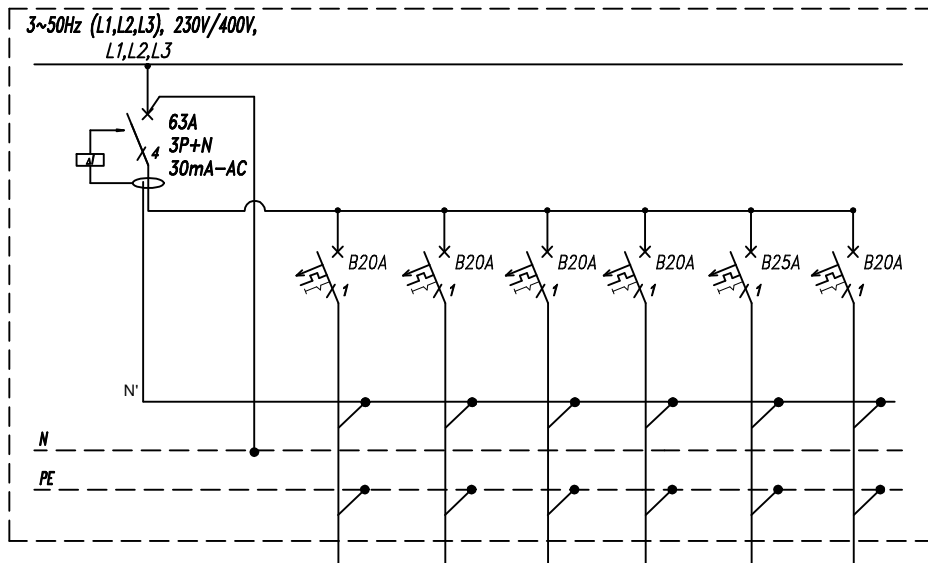 3~50Hz (L1,L2,L3), 230V/400V,
L1,L2,L3
63A
3P+N
30mA-AC
4
B20A
B20A
B20A
B20A
B25A
B20A
1
1
1
1
1
1
N'
N
PE